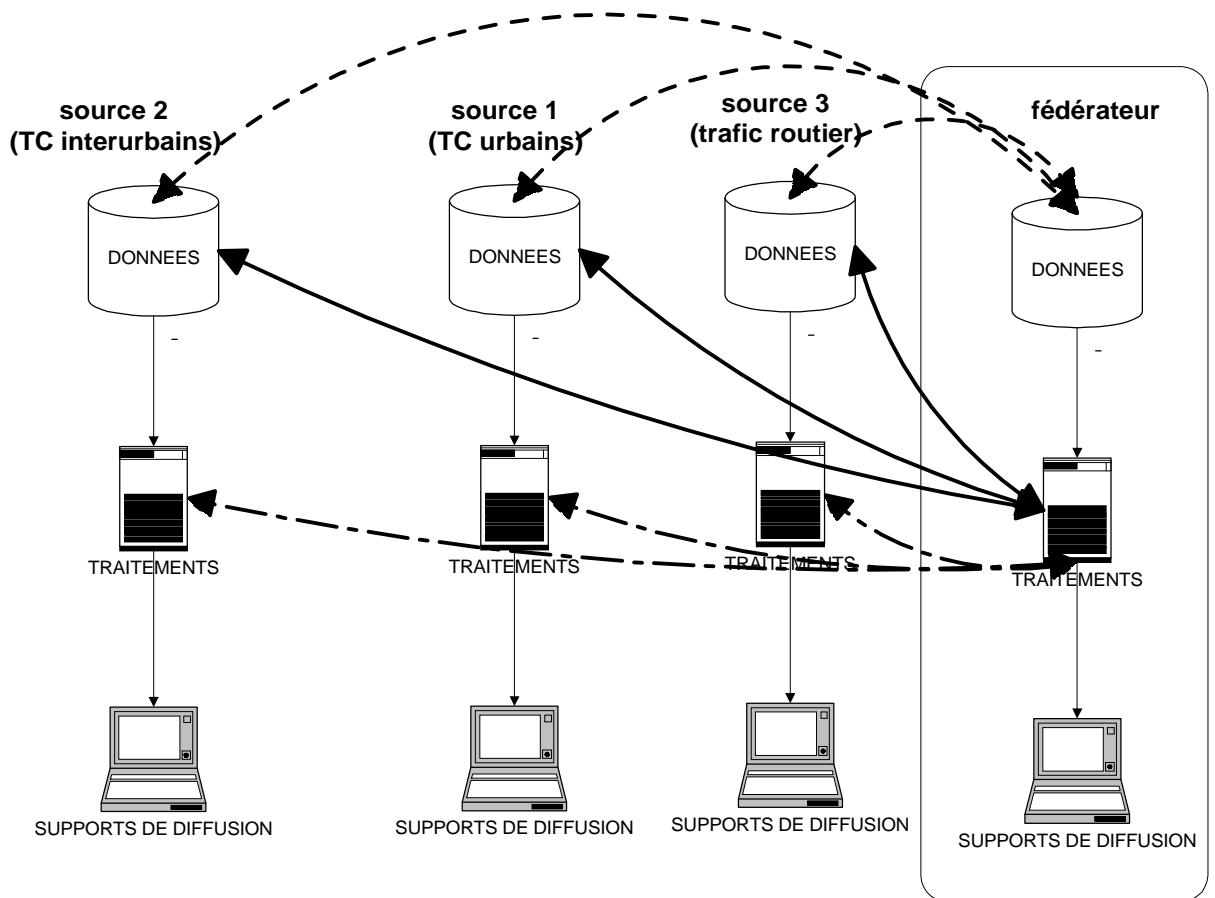 source 2
(TC interurbains)
source 1
(TC urbains)
source 3
(trafic routier)
fédérateur
DONNEES
DONNEES
DONNEES
DONNEES
-
-
-
-
TRAITEMENTS
TRAITEMENTS
TRAITEMENTS
TRAITEMENTS
SUPPORTS DE DIFFUSION
SUPPORTS DE DIFFUSION
SUPPORTS DE DIFFUSION
SUPPORTS DE DIFFUSION